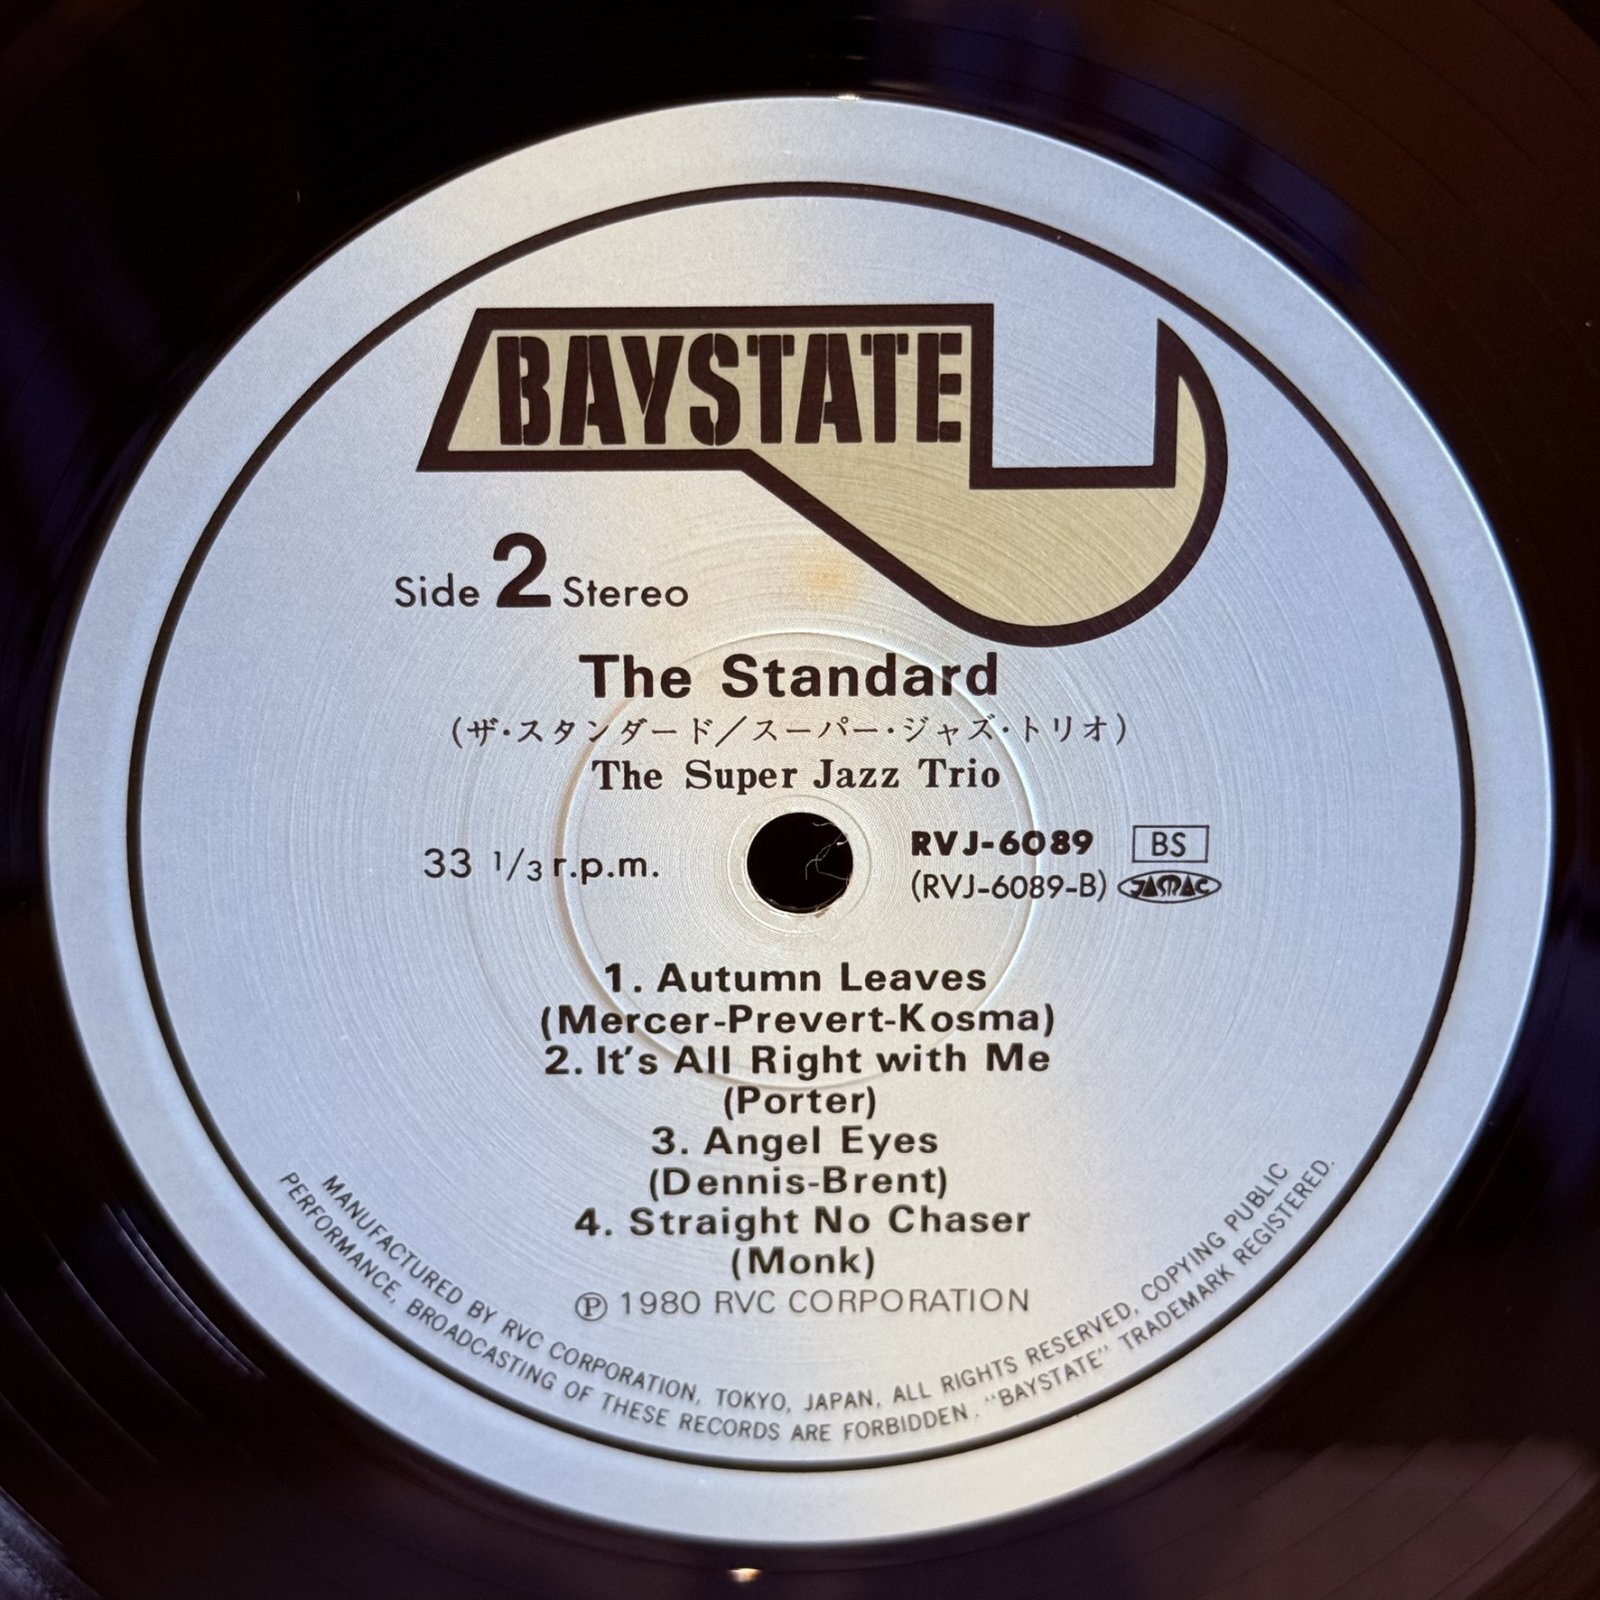 BAYSTATE
Side 2 Stereo
The Standard
(ザ・スタンダード／スーパー・ジャズ・トリオ)
The Super Jazz Trio
33 1/3 r.p.m.
RVJ-6089 BS
(RVJ-6089-B) JASRAC
1. Autumn Leaves
(Mercer-Prevert-Kosma)
2. It's All Right with Me
(Porter)
3. Angel Eyes
(Dennis-Brent)
4. Straight No Chaser
(Monk)
Ⓟ 1980 RVC CORPORATION
MANUFACTURED BY RVC CORPORATION, TOKYO, JAPAN, ALL RIGHTS RESERVED, COPYING PUBLIC
PERFORMANCE, BROADCASTING OF THESE RECORDS ARE FORBIDDEN. "BAYSTATE" TRADEMARK REGISTERED.